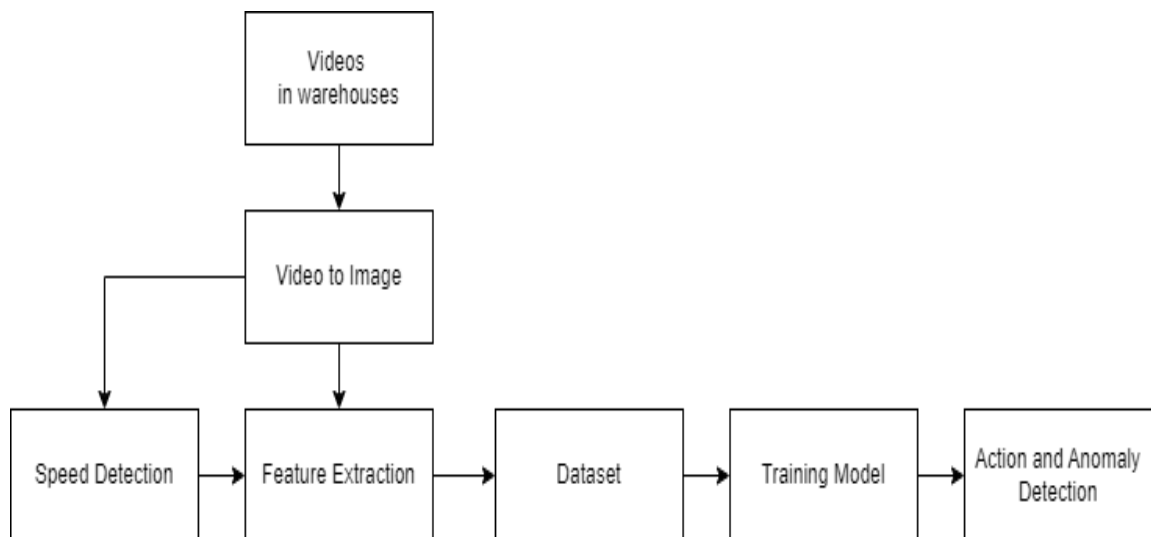 Videos
in warehouses
Video to Image
Speed Detection
Feature Extraction
Dataset
Training Model
Action and Anomaly
Detection